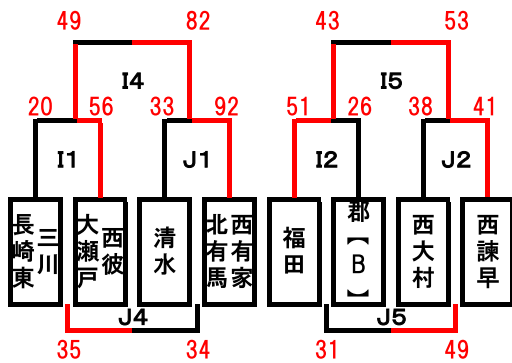 49 82 43 53
I4 I5
20 56 33 92 51 26 38 41
I1 J1 I2 J2
三川
長崎東
西彼
大瀬戸
清水
西有家
北有馬
福田
郡【B】
西大村
西諫早
J4 J5
35 34 31 49